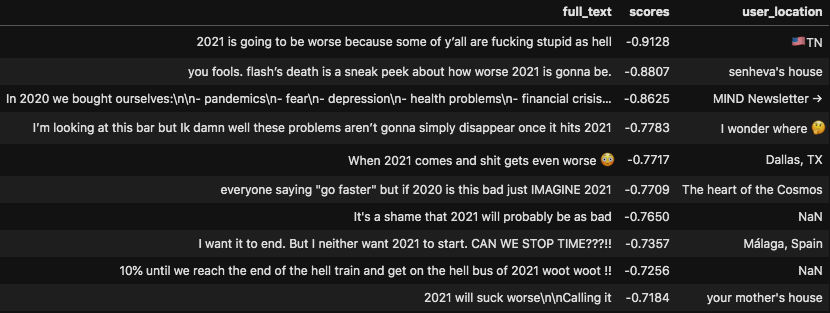 full_text scores user_location
2021 is going to be worse because some of y’all are fucking stupid as hell -0.9128 🇺🇸TN
you fools. flash’s death is a sneak peek about how worse 2021 is gonna be. -0.8807 senheva's house
In 2020 we bought ourselves:\n\n- pandemics\n- fear\n- depression\n- health problems\n- financial crisis... -0.8625 MIND Newsletter →
I’m looking at this bar but Ik damn well these problems aren’t gonna simply disappear once it hits 2021 -0.7783 I wonder where 🤔
When 2021 comes and shit gets even worse 😳 -0.7717 Dallas, TX
everyone saying "go faster" but if 2020 is this bad just IMAGINE 2021 -0.7709 The heart of the Cosmos
It's a shame that 2021 will probably be as bad -0.7650 NaN
I want it to end. But I neither want 2021 to start. CAN WE STOP TIME???!! -0.7357 Málaga, Spain
10% until we reach the end of the hell train and get on the hell bus of 2021 woot woot !! -0.7256 NaN
2021 will suck worse\n\nCalling it -0.7184 your mother's house